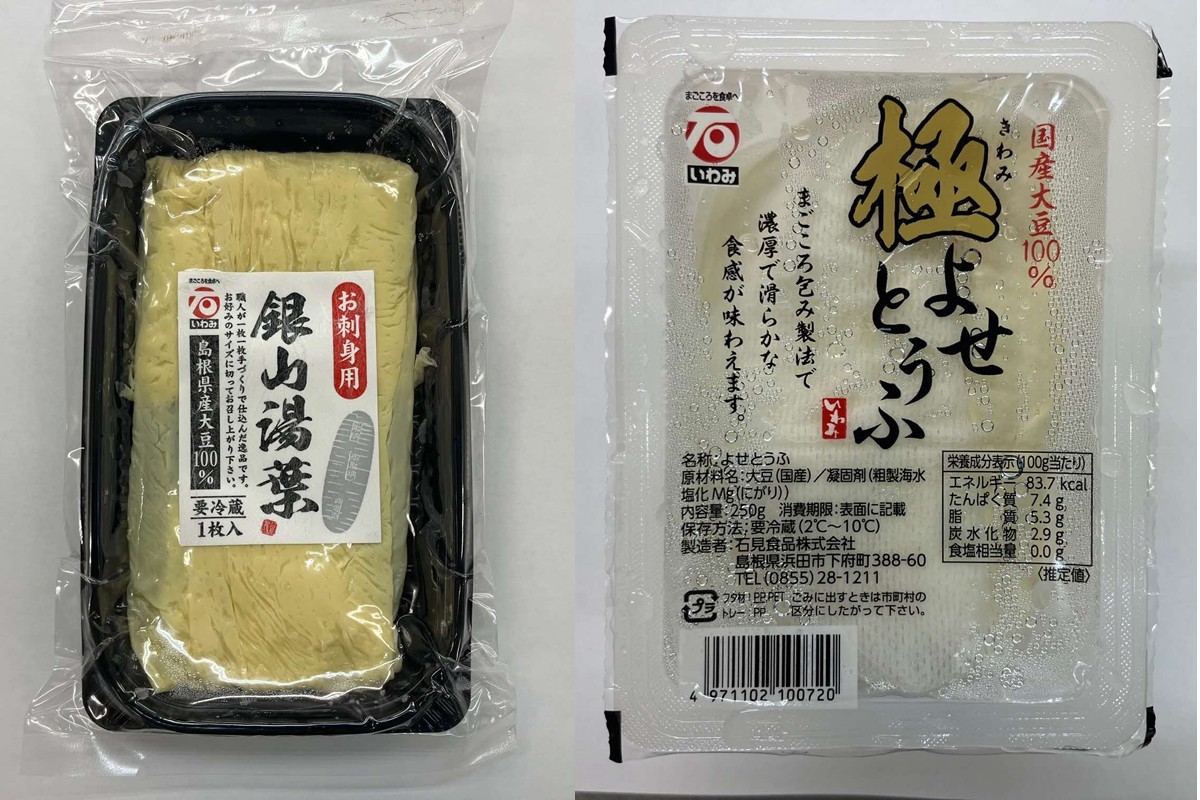 まごころを食卓へ
いわみ
お刺身用
銀山湯葉
職人が一枚一枚手づくりで仕込んだ逸品です。
お好みのサイズに切ってお召し上がり下さい。
島根県産大豆100%
要冷蔵
1枚入
まごころを食卓へ
いわみ
国産大豆100%
きわみ
極
よせ
とうふ
いわみ
まごころ包み製法で
濃厚で滑らかな
食感が味わえます。
名称:よせとうふ
原材料名:大豆(国産)/凝固剤(粗製海水
塩化Mg(にがり))
内容量:250g 消費期限:表面に記載
保存方法:要冷蔵(2℃~10℃)
製造者:石見食品株式会社
島根県浜田市下府町388-60
TEL(0855)28-1211
プラ
フタ材:PP,PET
トレー:PP
ごみに出すときは市町村の
区分にしたがって下さい。
栄養成分表示(100g当たり)
エネルギー 83.7 kcal
たんぱく質 7.4 g
脂質 5.3 g
炭水化物 2.9 g
食塩相当量 0.0 g
〈推定値〉
4 971102 100720